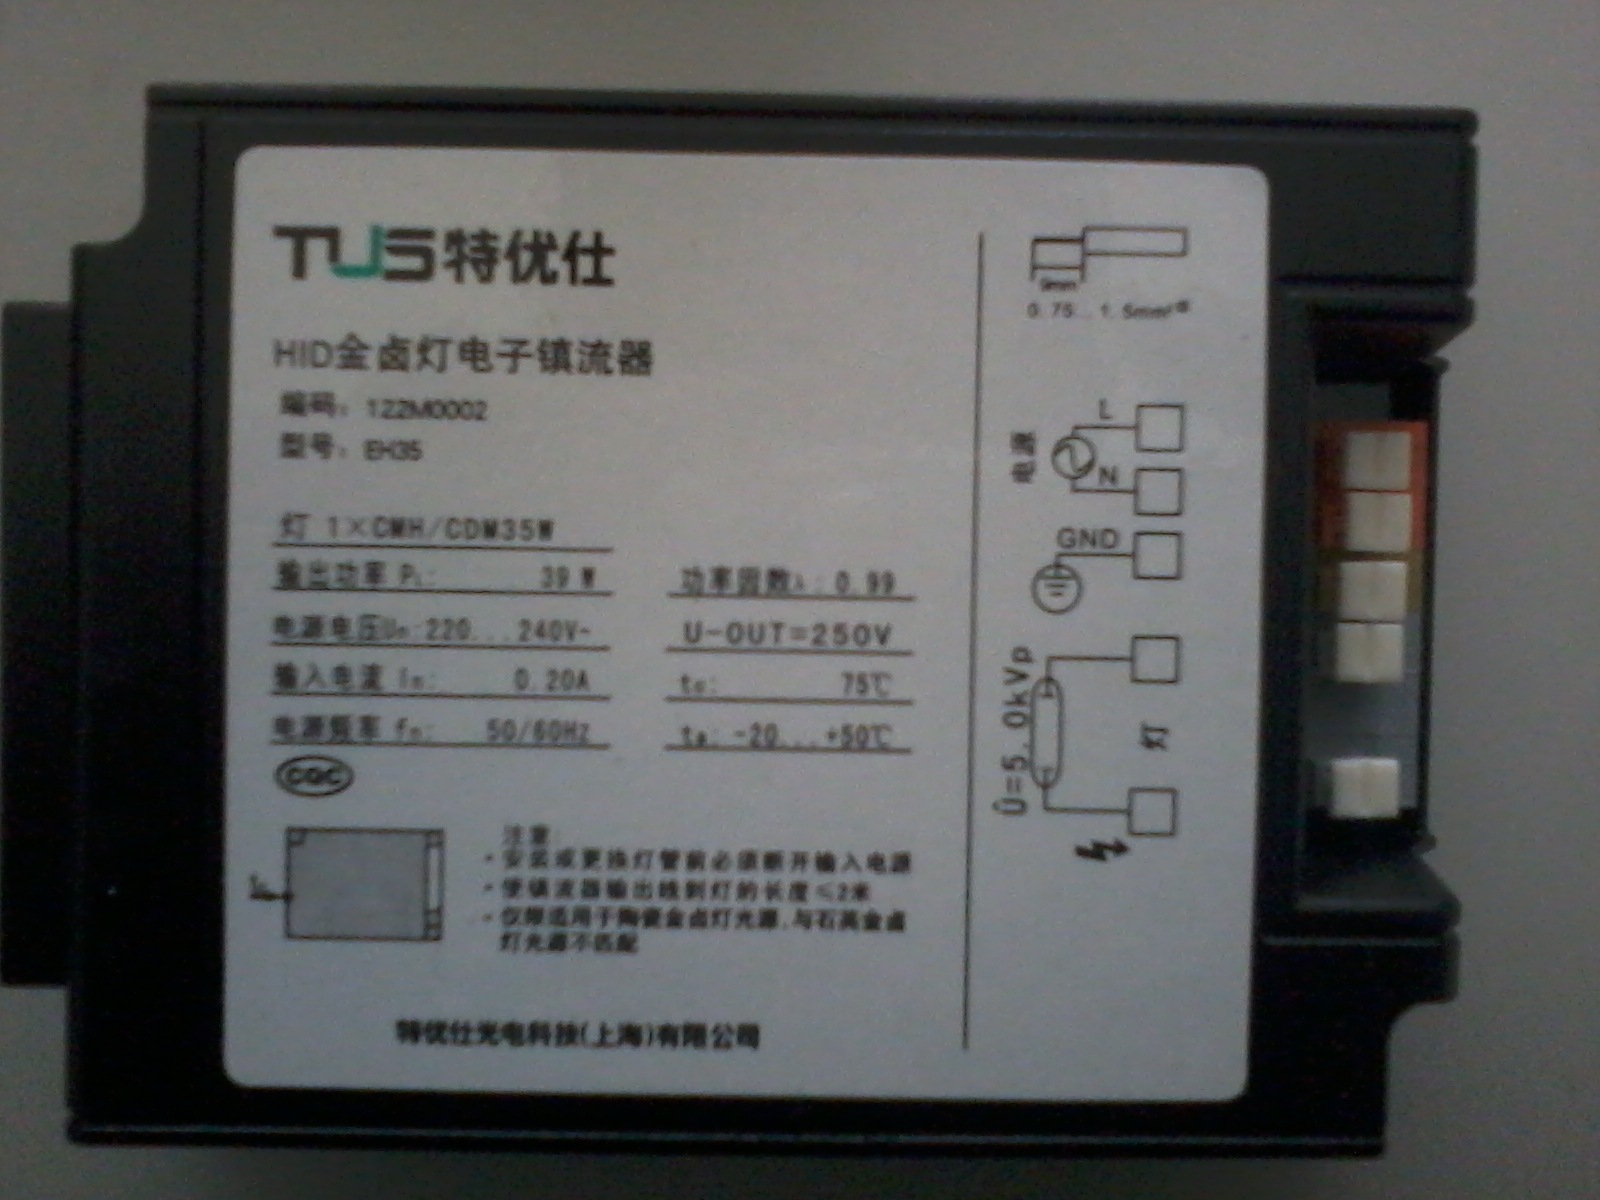 TUS特优仕
HID金卤灯电子镇流器
编码：122M0002
型号：EH35
灯 1×CMH/CDM35W
输出功率 PL: 39 W
电源电压Un:220...240V~
输入电流 In: 0.20A
电源频率 fn: 50/60Hz
功率因数λ: 0.99
U-OUT=250V
tc: 75℃
ta: -20...+50℃
CQC
注意:
·安装或更换灯管前必须断开输入电源
·使镇流器输出线到灯的长度≤2米
·仅限适用于陶瓷金卤灯光源,与石英金卤
灯光源不匹配
特优仕光电科技(上海)有限公司
9mm
0.75...1.5mm²
电源
L
N
GND
Û=5.0kVp
灯